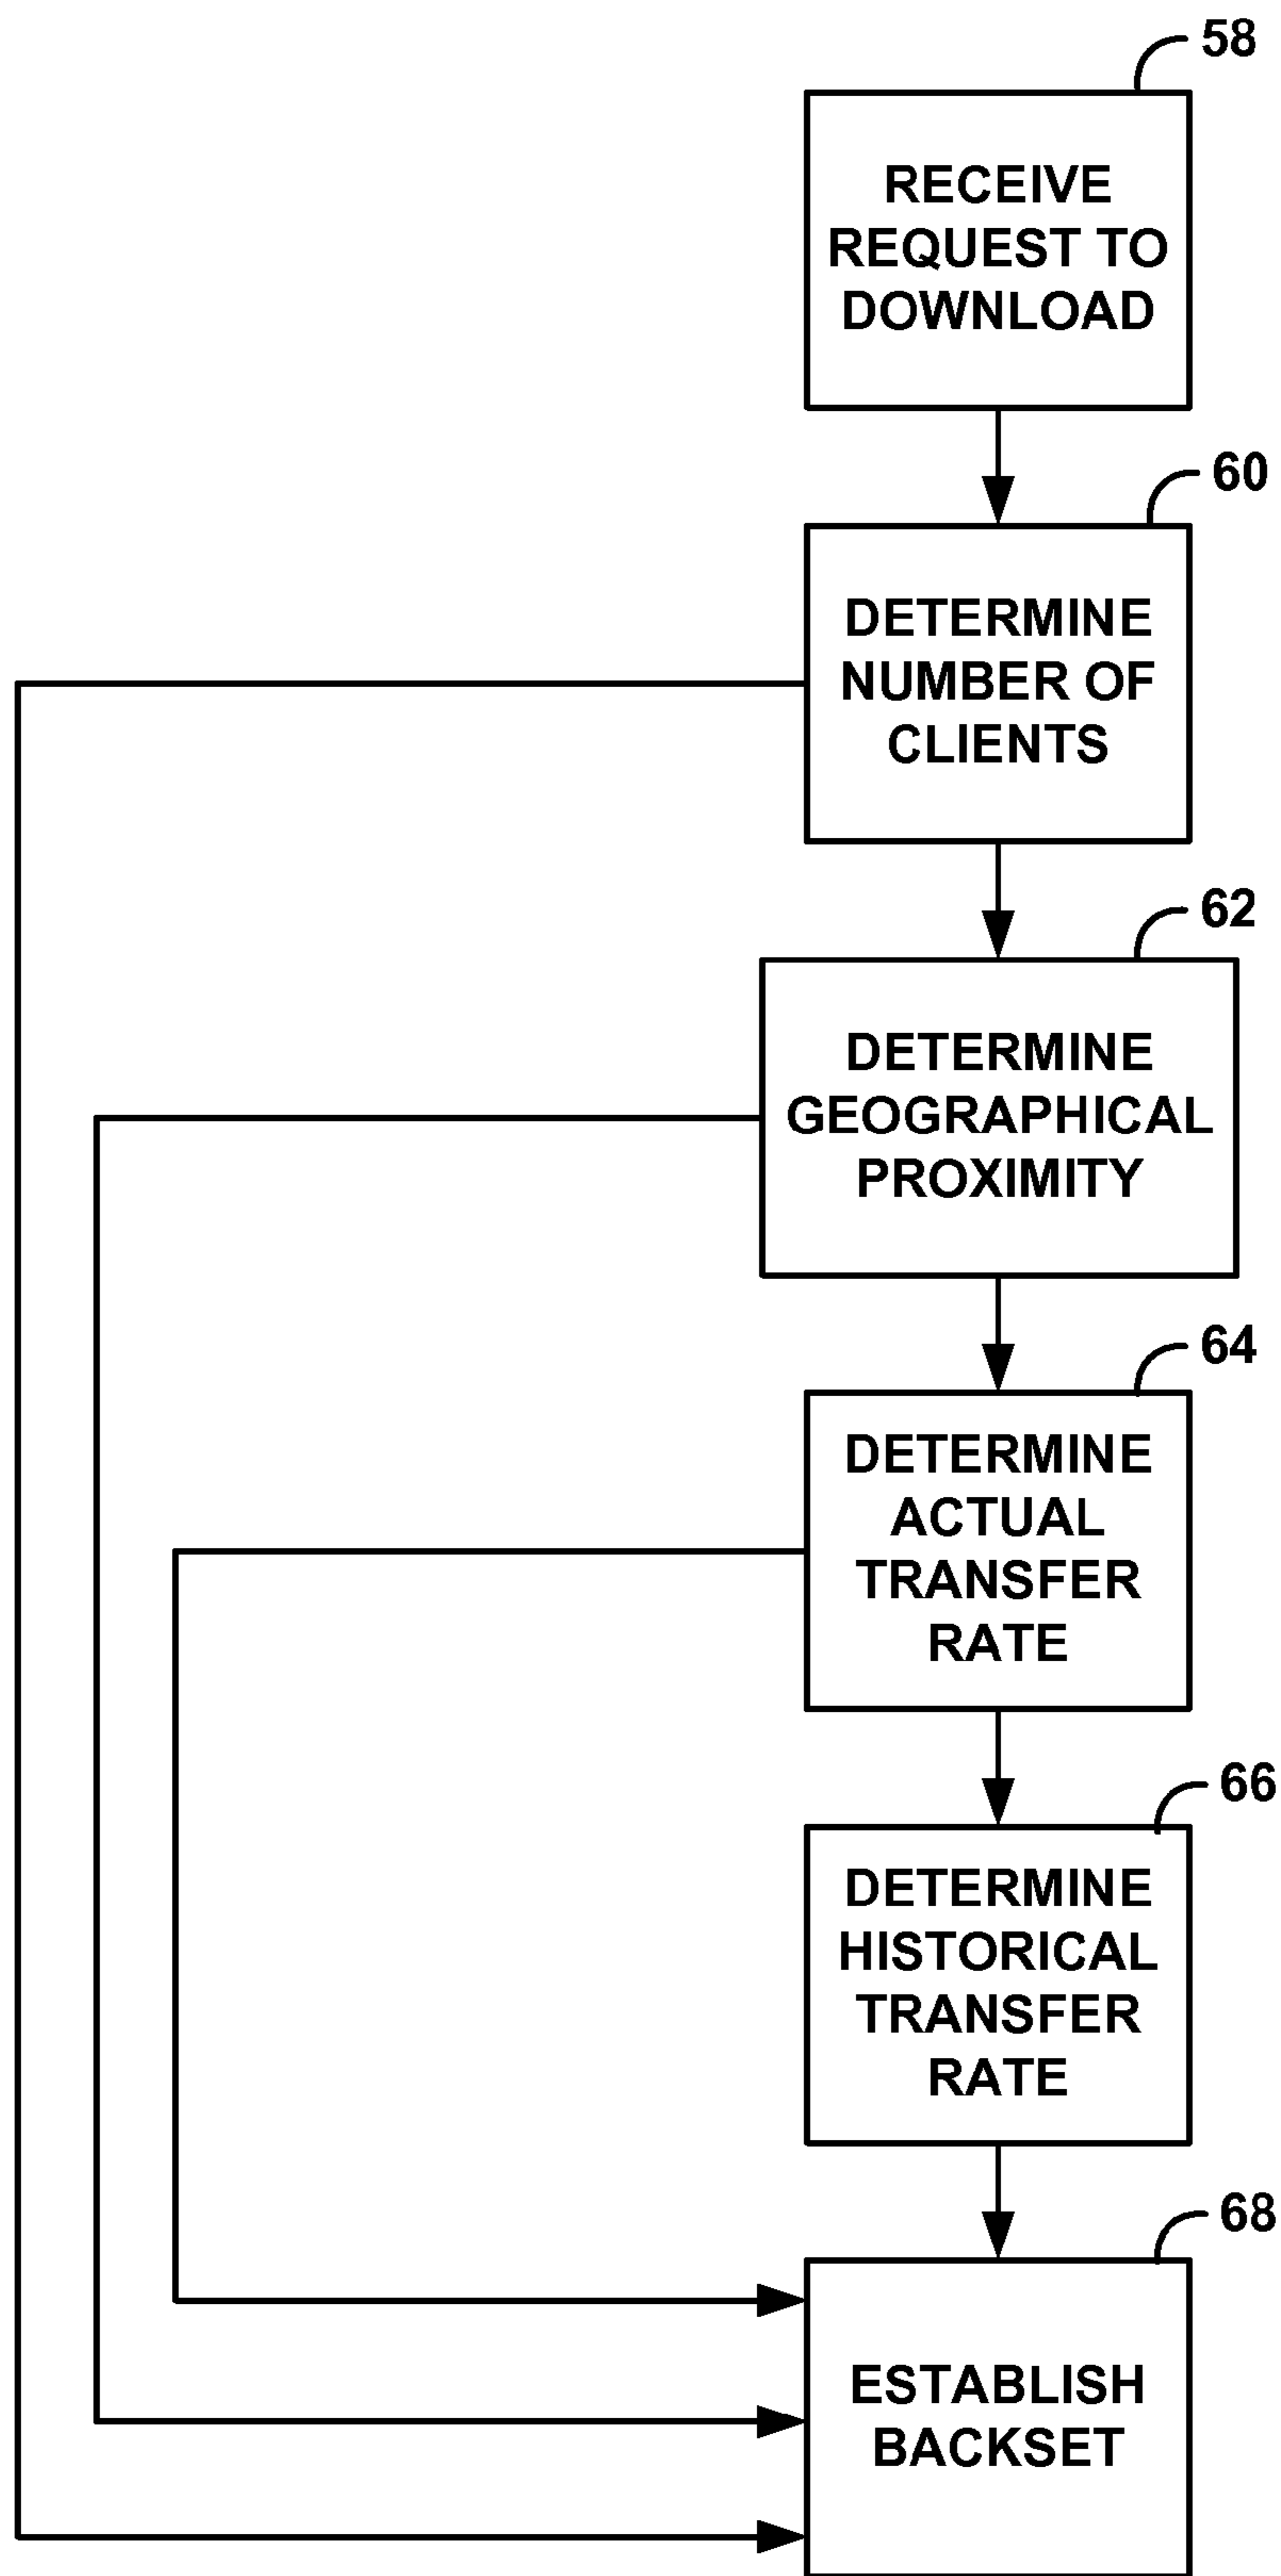 58
RECEIVE
REQUEST TO
DOWNLOAD
60
DETERMINE
NUMBER OF
CLIENTS
62
DETERMINE
GEOGRAPHICAL
PROXIMITY
64
DETERMINE
ACTUAL
TRANSFER
RATE
66
DETERMINE
HISTORICAL
TRANSFER
RATE
68
ESTABLISH
BACKSET